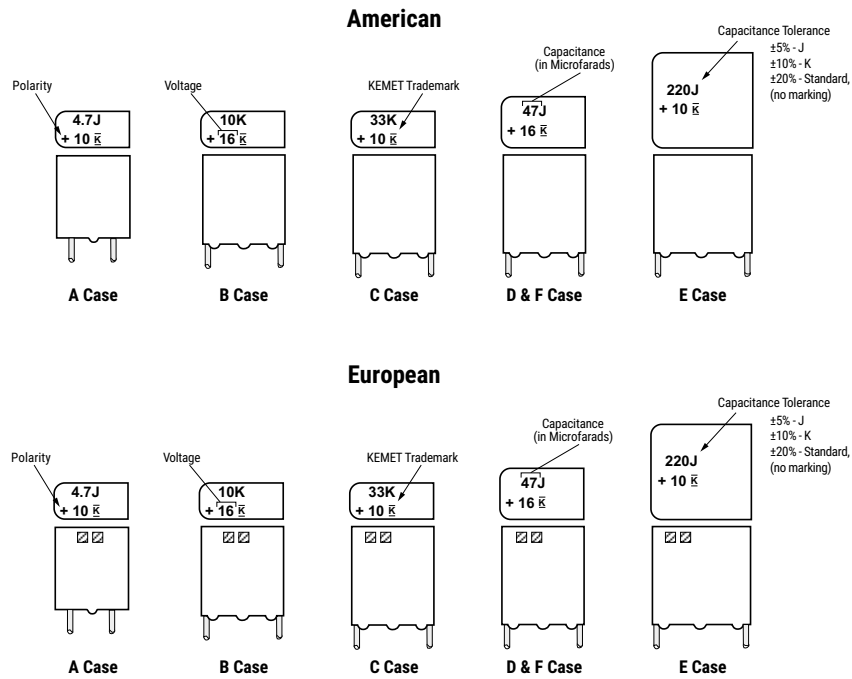 American
Capacitance Tolerance
±5% - J
±10% - K
±20% - Standard,
(no marking)
Capacitance
(in Microfarads)
Polarity
Voltage
KEMET Trademark
4.7J
+ 10 K
10K
+ 16 K
33K
+ 10 K
47J
+ 16 K
220J
+ 10 K
A Case
B Case
C Case
D & F Case
E Case
European
Capacitance Tolerance
±5% - J
±10% - K
±20% - Standard,
(no marking)
Capacitance
(in Microfarads)
Polarity
Voltage
KEMET Trademark
4.7J
+ 10 K
10K
+ 16 K
33K
+ 10 K
47J
+ 16 K
220J
+ 10 K
A Case
B Case
C Case
D & F Case
E Case